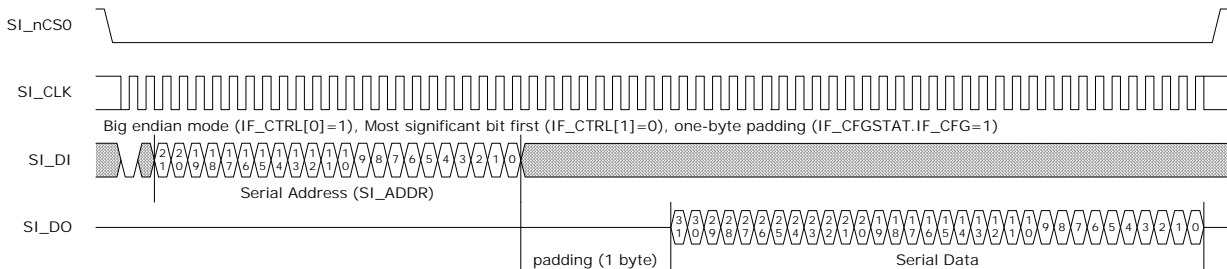 SI_nCS0
SI_CLK
Big endian mode (IF_CTRL[0]=1), Most significant bit first (IF_CTRL[1]=0), one-byte padding (IF_CFGSTAT.IF_CFG=1)
SI_DI 21 20 19 18 17 16 15 14 13 12 11 10 9 8 7 6 5 4 3 2 1 0
Serial Address (SI_ADDR)
SI_DO 31 30 29 28 27 26 25 24 23 22 21 20 19 18 17 16 15 14 13 12 11 10 9 8 7 6 5 4 3 2 1 0
padding (1 byte) Serial Data